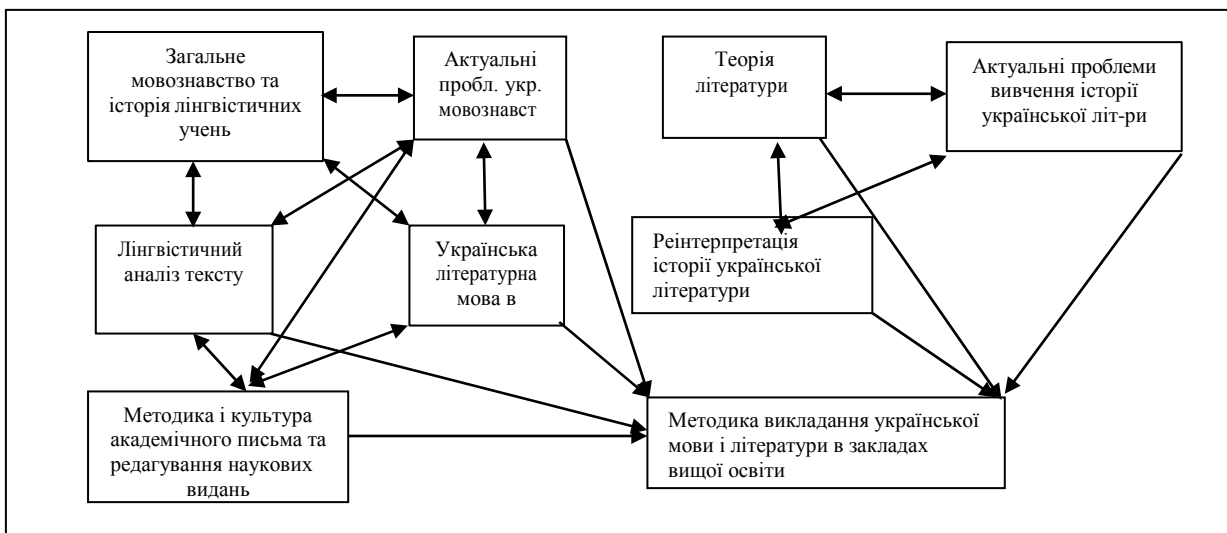 Загальне
мовознавство та
історія лінгвістичних
учень
Актуальні
пробл. укр.
мовознавст
Теорія
літератури
Актуальні проблеми
вивчення історії
української літ-ри
Лінгвістичний
аналіз тексту
Українська
літературна
мова в
Реінтерпретація
історії української
літератури
Методика і культура
академічного письма та
редагування наукових
видань
Методика викладання української
мови і літератури в закладах
вищої освіти